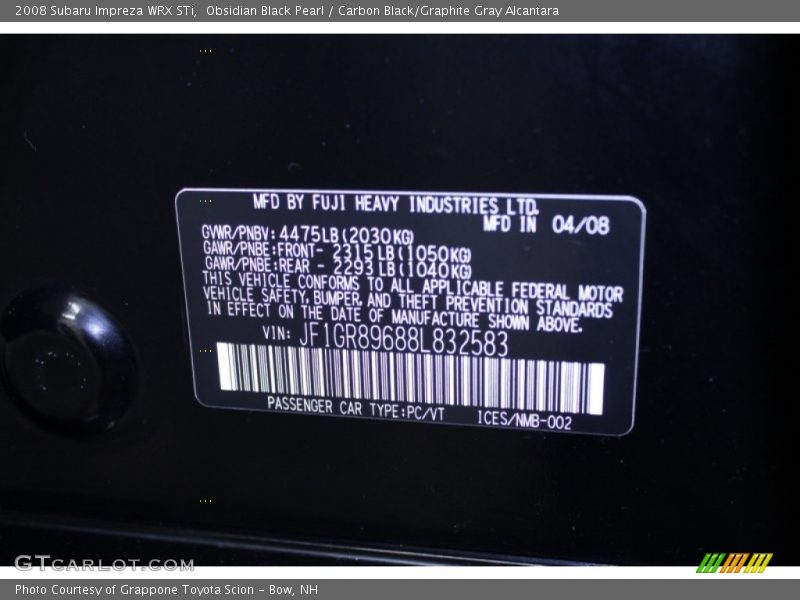 2008 Subaru Impreza WRX STi,  Obsidian Black Pearl / Carbon Black/Graphite Gray Alcantara
MFD BY FUJI HEAVY INDUSTRIES LTD.
MFD IN 04/08
GVWR/PNBV: 4475LB(2030KG)
GAWR/PNBE:FRONT- 2315LB(1050KG)
GAWR/PNBE:REAR - 2293LB(1040KG)
THIS VEHICLE CONFORMS TO ALL APPLICABLE FEDERAL MOTOR
VEHICLE SAFETY, BUMPER, AND THEFT PREVENTION STANDARDS
IN EFFECT ON THE DATE OF MANUFACTURE SHOWN ABOVE.
VIN: JF1GR89688L832583
PASSENGER CAR TYPE:PC/VT ICES/NMB-002
GTcarlot.com
Photo Courtesy of Grappone Toyota Scion - Bow, NH